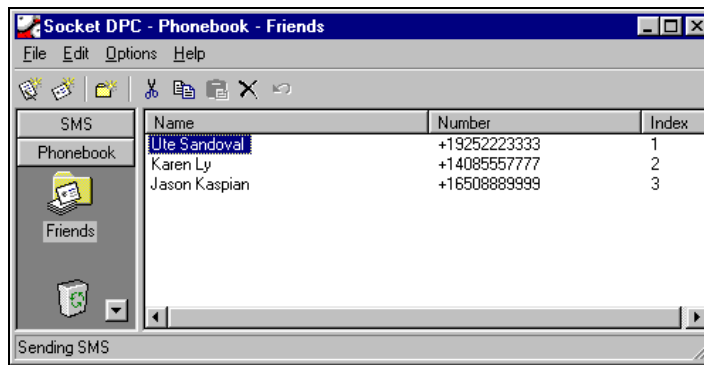 Socket DPC - Phonebook - Friends
File Edit Options Help
SMS
Phonebook
Friends
Name Number Index
Ute Sandoval +19252223333 1
Karen Ly +14085557777 2
Jason Kaspian +16508889999 3
Sending SMS